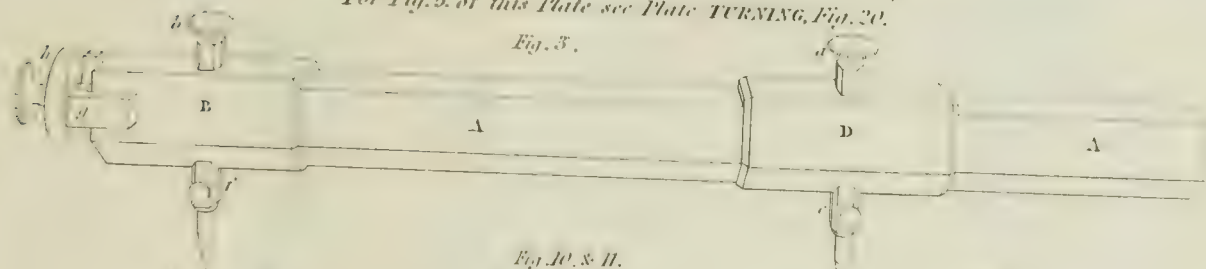 For Fig. 9. of this Plate see Plate TURNING, Fig. 20.
Fig. 3.
b
d
h
B
D
g
A
A
f
e
Fig. 10. & 11.